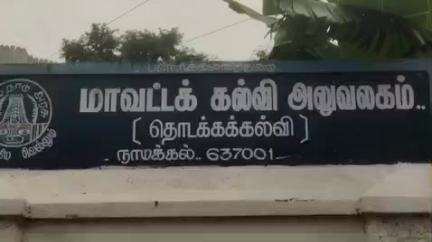 மாவட்டக் கல்வி அலுவலகம்..
(தொடக்கக்கல்வி)
நாமக்கல். 637001